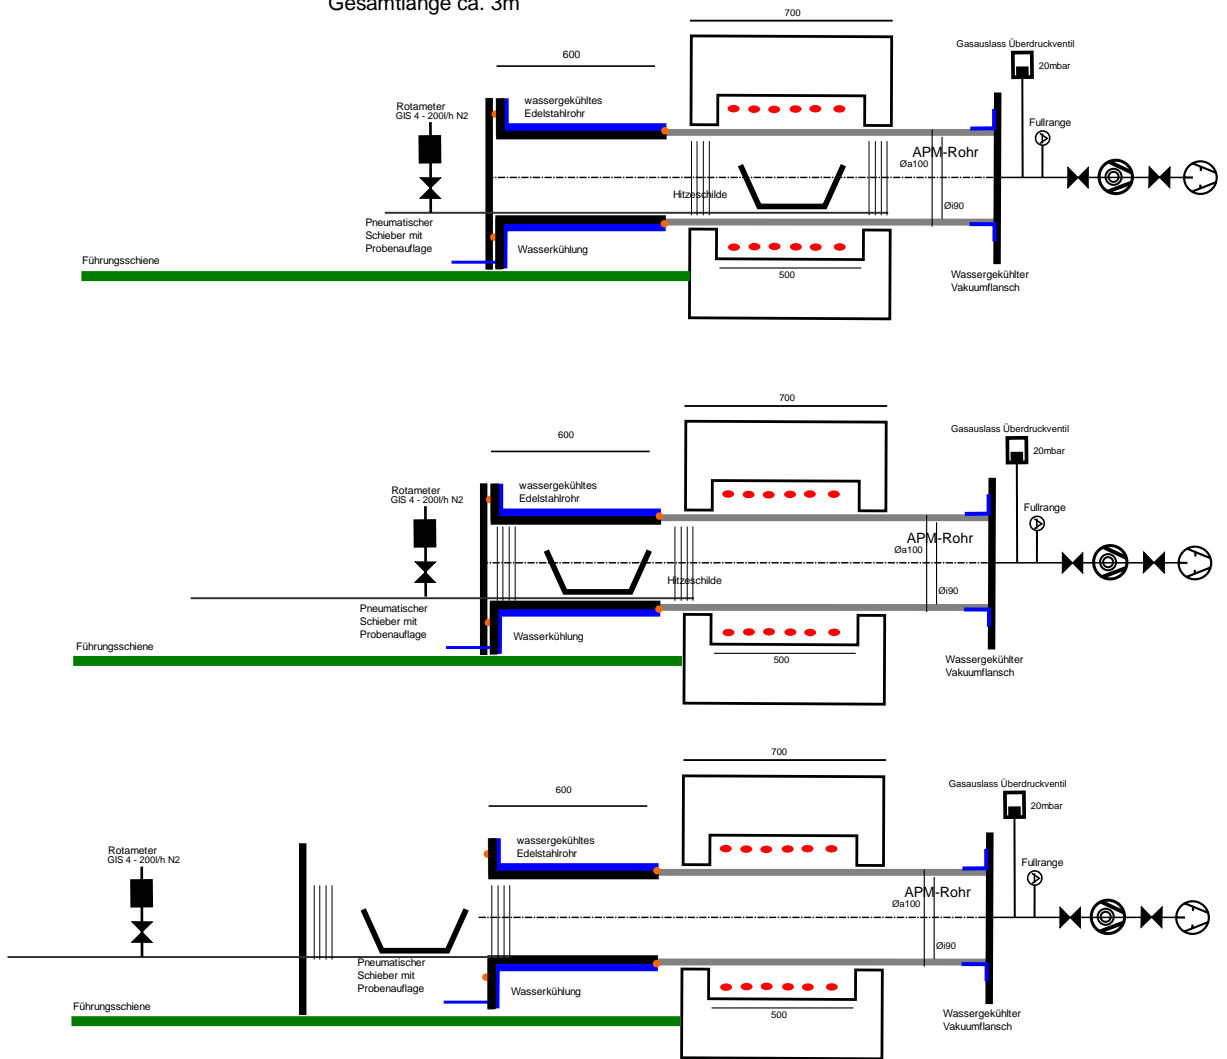 Gesamtlänge ca. 3m
700
Gasauslass Überdruckventil
600
20mbar
wassergekühltes
Edelstahlrohr
Rotameter
GIS 4 - 200l/h N2
Fullrange
APM-Rohr
Øa100
Hitzeschilde
Øi90
Pneumatischer
Schieber mit
Probenauflage
Wasserkühlung
Führungsschiene
500
Wassergekühlter
Vakuumflansch
700
Gasauslass Überdruckventil
600
20mbar
wassergekühltes
Edelstahlrohr
Rotameter
GIS 4 - 200l/h N2
Fullrange
APM-Rohr
Øa100
Hitzeschilde
Øi90
Pneumatischer
Schieber mit
Probenauflage
Wasserkühlung
Führungsschiene
500
Wassergekühlter
Vakuumflansch
700
Gasauslass Überdruckventil
600
20mbar
wassergekühltes
Edelstahlrohr
Rotameter
GIS 4 - 200l/h N2
Fullrange
APM-Rohr
Øa100
Øi90
Pneumatischer
Schieber mit
Probenauflage
Wasserkühlung
Führungsschiene
500
Wassergekühlter
Vakuumflansch